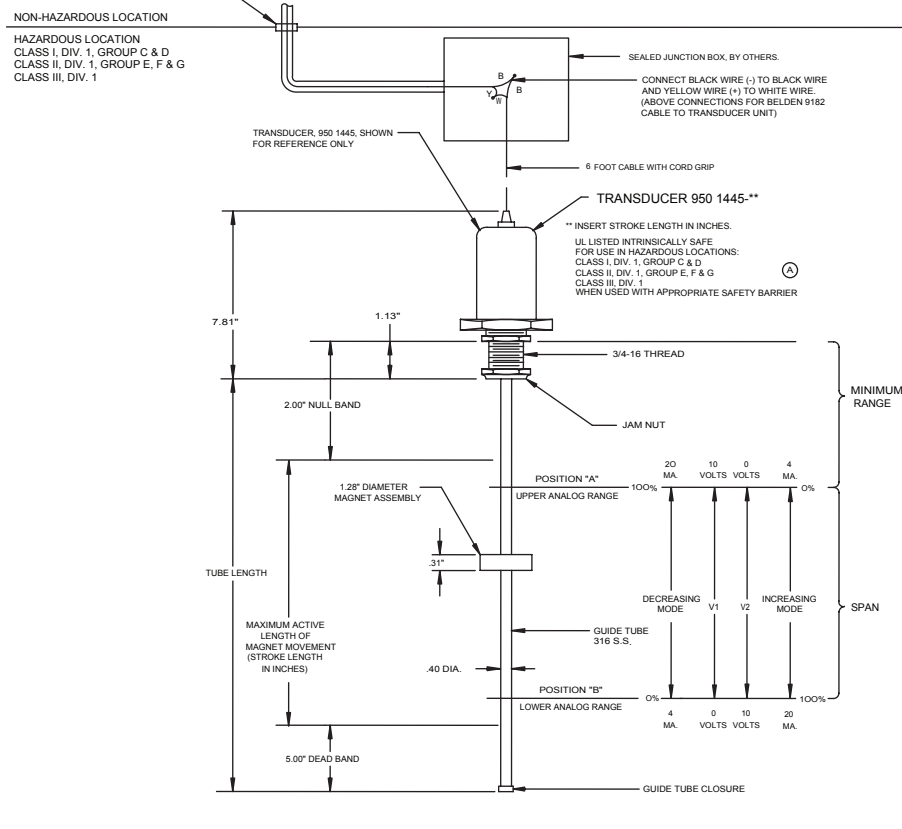 NON-HAZARDOUS LOCATION
HAZARDOUS LOCATION
CLASS I, DIV. 1, GROUP C & D
CLASS II, DIV. 1, GROUP E, F & G
CLASS III, DIV. 1
SEALED JUNCTION BOX, BY OTHERS.
B
Y
B
W
CONNECT BLACK WIRE (-) TO BLACK WIRE
AND YELLOW WIRE (+) TO WHITE WIRE.
(ABOVE CONNECTIONS FOR BELDEN 9182
CABLE TO TRANSDUCER UNIT)
TRANSDUCER, 950 1445, SHOWN
FOR REFERENCE ONLY
6 FOOT CABLE WITH CORD GRIP
TRANSDUCER 950 1445-**
** INSERT STROKE LENGTH IN INCHES.
UL LISTED INTRINSICALLY SAFE
FOR USE IN HAZARDOUS LOCATIONS:
CLASS I, DIV. 1, GROUP C & D
CLASS II, DIV. 1, GROUP E, F & G
CLASS III, DIV. 1
WHEN USED WITH APPROPRIATE SAFETY BARRIER
A
7.81"
1.13"
3/4-16 THREAD
MINIMUM
RANGE
2.00" NULL BAND
JAM NUT
1.28" DIAMETER
MAGNET ASSEMBLY
POSITION "A"
UPPER ANALOG RANGE
100%
20
MA.
10
VOLTS
0
VOLTS
4
MA.
0%
.31"
TUBE LENGTH
DECREASING
MODE
V1
V2
INCREASING
MODE
SPAN
MAXIMUM ACTIVE
LENGTH OF
MAGNET MOVEMENT
(STROKE LENGTH
IN INCHES)
GUIDE TUBE
316 S.S.
.40 DIA.
POSITION "B"
LOWER ANALOG RANGE
0%
100%
4
MA.
0
VOLTS
10
VOLTS
20
MA.
5.00" DEAD BAND
GUIDE TUBE CLOSURE